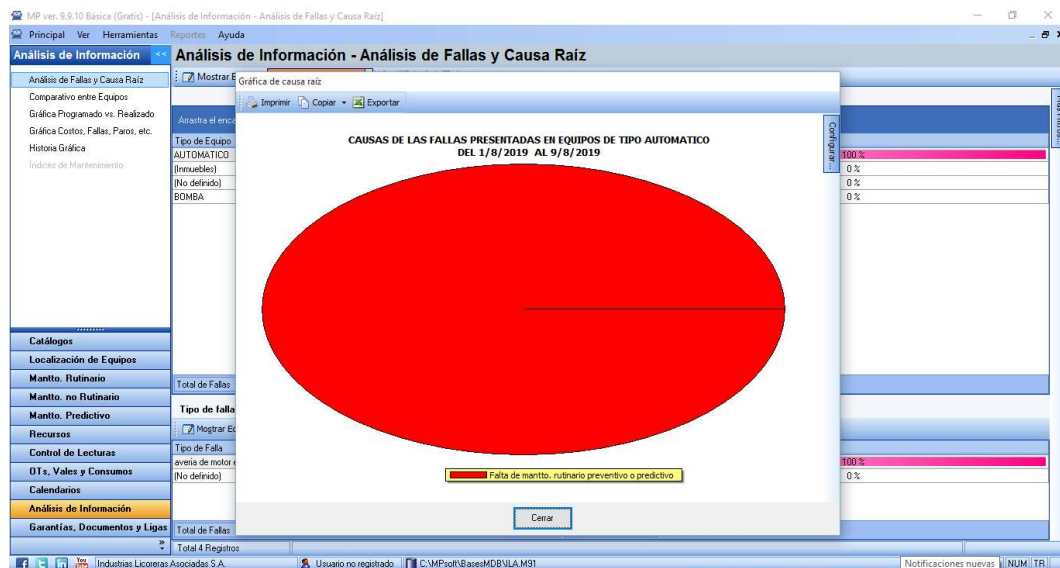 MP ver. 9.9.10 Básica (Gratis) - [Análisis de Información - Análisis de Fallas y Causa Raíz]
Principal Ver Herramientas Reportes Ayuda
Análisis de Información <<
Análisis de Información - Análisis de Fallas y Causa Raíz
Análisis de Fallas y Causa Raíz
Comparativo entre Equipos
Gráfica Programado vs. Realizado
Gráfica Costos, Fallas, Paros, etc.
Historia Gráfica
Índices de Mantenimiento
Mostrar
Arrastra el enca
Tipo de Equipo
AUTOMATICO
100 %
(Inmuebles)
0 %
(No definido)
0 %
BOMBA
0 %
Gráfica de causa raíz
Imprimir Copiar Exportar
Configurar...
CAUSAS DE LAS FALLAS PRESENTADAS EN EQUIPOS DE TIPO AUTOMATICO
DEL 1/8/2019 AL 9/8/2019
Falta de mantto. rutinario preventivo o predictivo
Cerrar
Catálogos
Localización de Equipos
Mantto. Rutinario
Mantto. no Rutinario
Mantto. Predictivo
Recursos
Control de Lecturas
OTs, Vales y Consumos
Calendarios
Análisis de Información
Garantías, Documentos y Ligas
Total de Fallas
Tipo de falla
Mostrar Ec
Tipo de Falla
averia de motor e
100 %
(No definido)
0 %
Total de Fallas
Total 4 Registros
Industrias Licoreras Asociadas S.A.
Usuario no registrado
C:\MPsoft\BasesMDB\ILA.M91
Notificaciones nuevas
NUM
TR